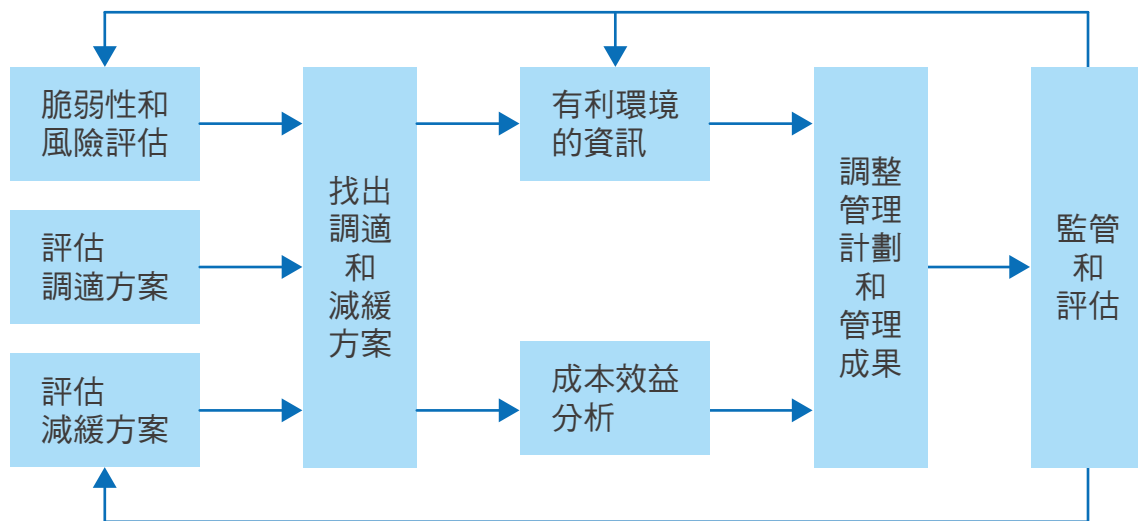 脆弱性和
風險評估
評估
調適方案
評估
減緩方案
找出
調適
和
減緩
方案
有利環境
的資訊
成本效益
分析
調整
管理
計劃
和
管理
成果
監管
和
評估